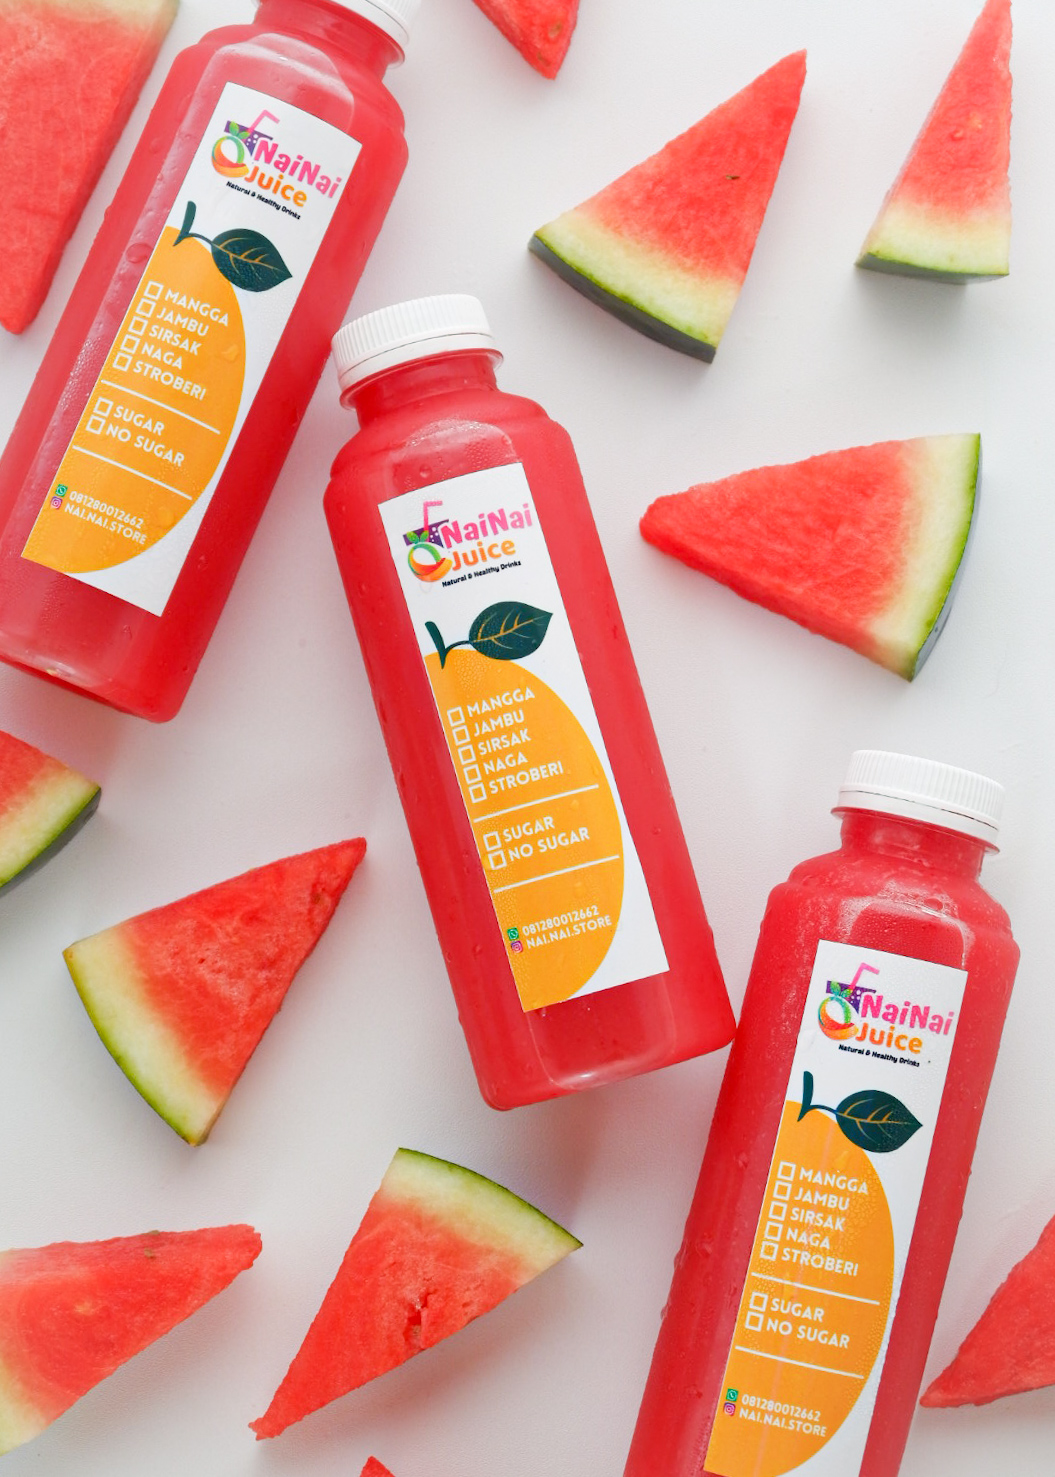 NaiNai
Juice
Natural & Healthy Drinks
MANGGA
JAMBU
SIRSAK
NAGA
STROBERI
SUGAR
NO SUGAR
081280012662
NAI.NAI.STORE
NaiNai
Juice
Natural & Healthy Drinks
MANGGA
JAMBU
SIRSAK
NAGA
STROBERI
SUGAR
NO SUGAR
081280012662
NAI.NAI.STORE
NaiNai
Juice
Natural & Healthy Drinks
MANGGA
JAMBU
SIRSAK
NAGA
STROBERI
SUGAR
NO SUGAR
081280012662
NAI.NAI.STORE